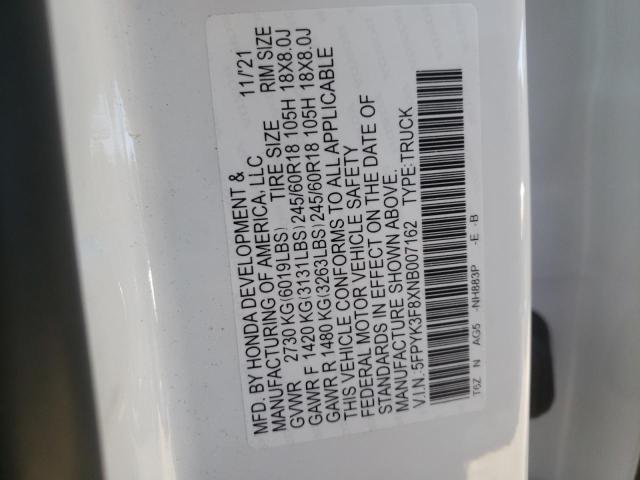 MFD. BY HONDA DEVELOPMENT & 11/'21
MANUFACTURING OF AMERICA, LLC
GVWR 2730 KG(6019LBS) TIRE SIZE RIM SIZE
GAWR F 1420 KG(3131LBS) 245/60R18 105H 18X8.0J
GAWR R 1480 KG(3263LBS) 245/60R18 105H 18X8.0J
THIS VEHICLE CONFORMS TO ALL APPLICABLE
FEDERAL MOTOR VEHICLE SAFETY
STANDARDS IN EFFECT ON THE DATE OF
MANUFACTURE SHOWN ABOVE.
V.I.N.:5FPYK3F8XNB007162 TYPE:TRUCK
T6Z N AG5 -NH883P -E -B